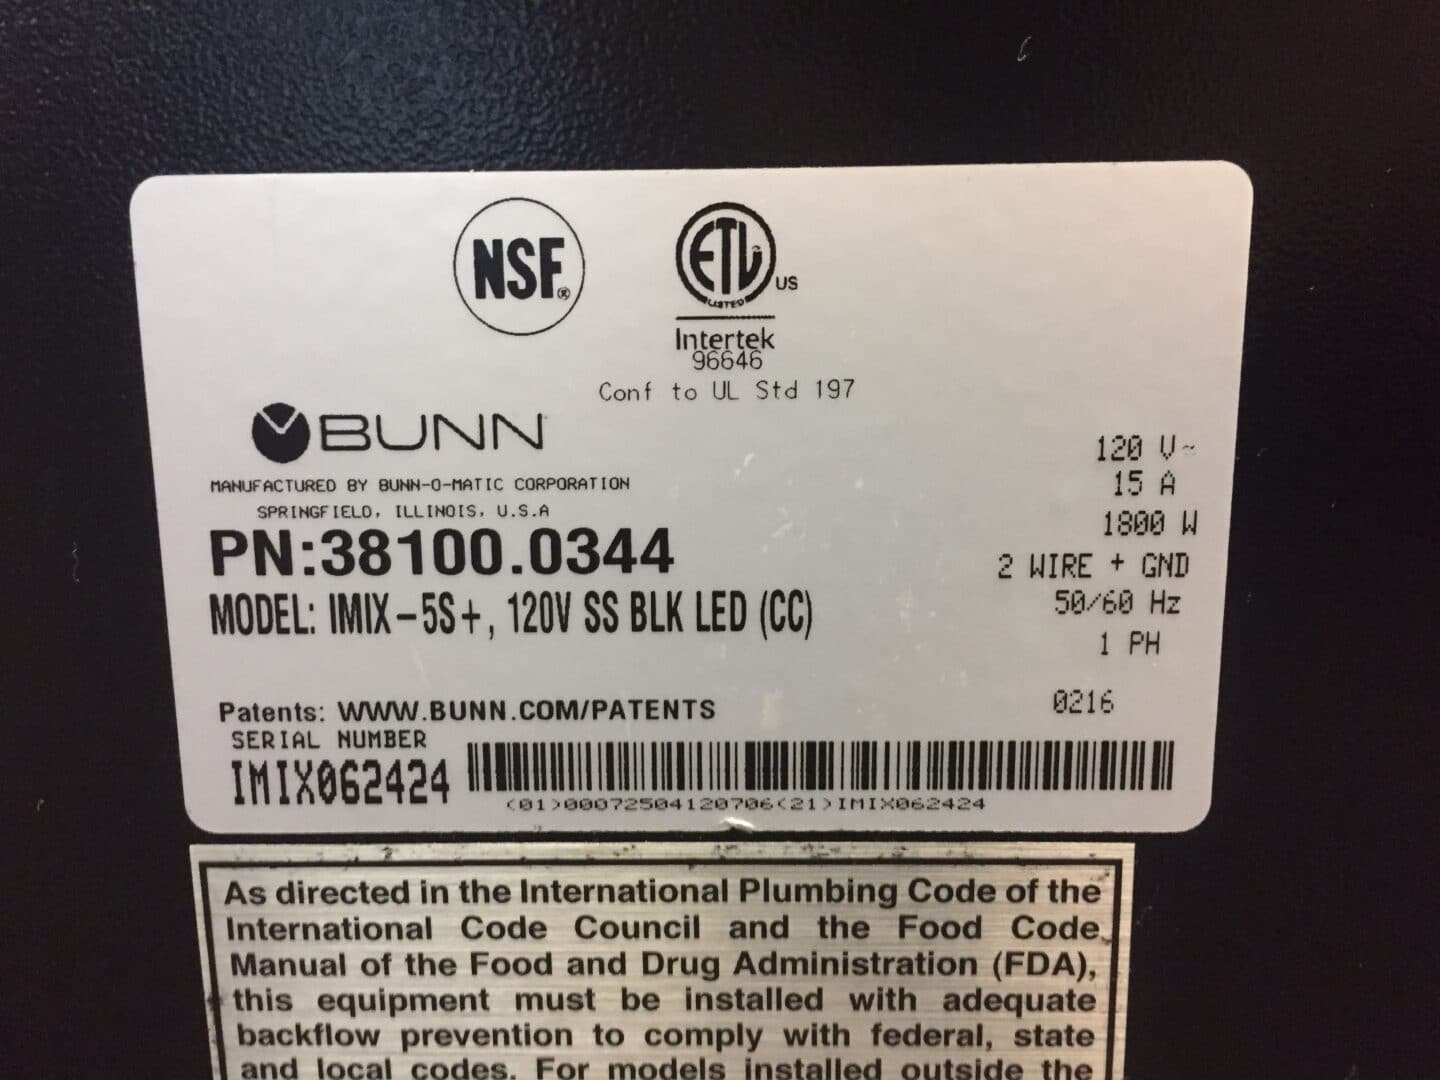 NSF®
ETL
LISTED
US
Intertek
96646
Conf to UL Std 197
BUNN
MANUFACTURED BY BUNN-O-MATIC CORPORATION
SPRINGFIELD, ILLINOIS, U.S.A
PN:38100.0344
MODEL: IMIX-5S+, 120V SS BLK LED (CC)
120 V~
15 A
1800 W
2 WIRE + GND
50/60 Hz
1 PH
0216
Patents: WWW.BUNN.COM/PATENTS
SERIAL NUMBER
IMIX062424
<01>00072504120706<21>IMIX062424
As directed in the International Plumbing Code of the
International Code Council and the Food Code
Manual of the Food and Drug Administration (FDA),
this equipment must be installed with adequate
backflow prevention to comply with federal, state
and local codes. For models installed outside the